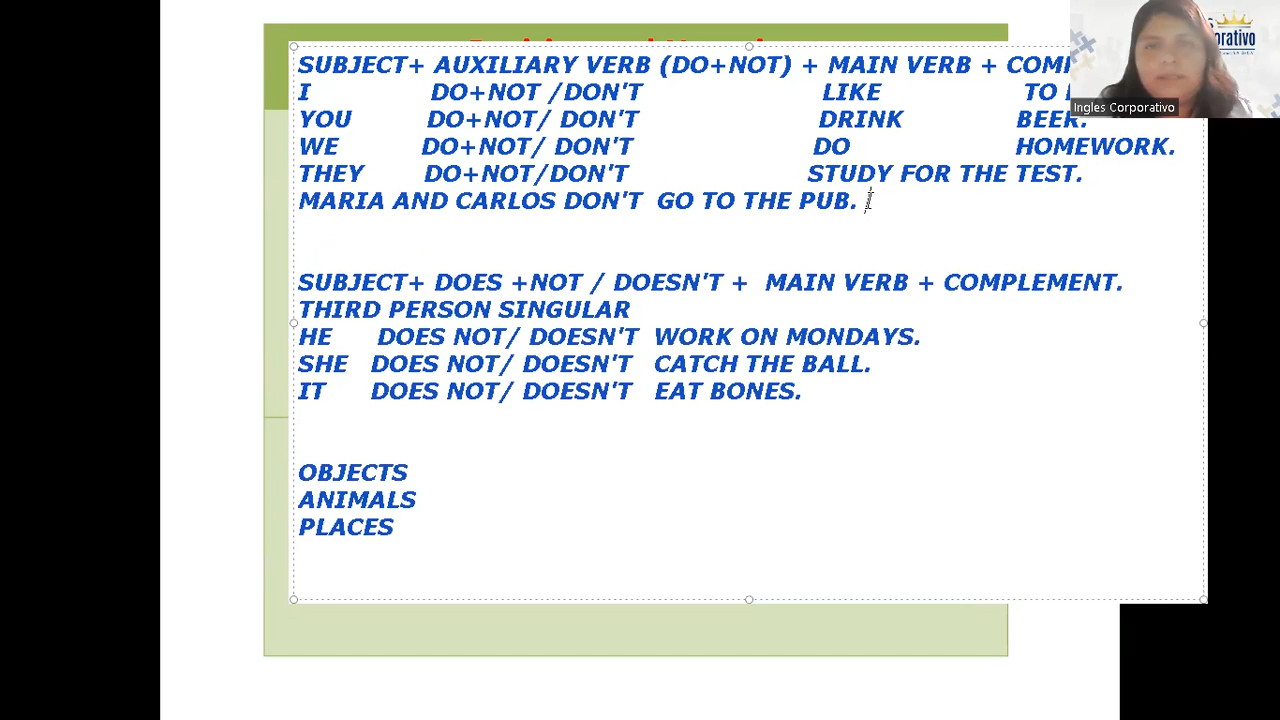 SUBJECT+ AUXILIARY VERB (DO+NOT) + MAIN VERB +
I DO+NOT /DON'T LIKE TO
YOU DO+NOT/ DON'T DRINK BEER.
WE DO+NOT/ DON'T DO HOMEWORK.
THEY DO+NOT/DON'T STUDY FOR THE TEST.
MARIA AND CARLOS DON'T GO TO THE PUB.
SUBJECT+ DOES +NOT / DOESN'T + MAIN VERB + COMPLEMENT.
THIRD PERSON SINGULAR
HE DOES NOT/ DOESN'T WORK ON MONDAYS.
SHE DOES NOT/ DOESN'T CATCH THE BALL.
IT DOES NOT/ DOESN'T EAT BONES.
OBJECTS
ANIMALS
PLACES
Ingles Corporativo